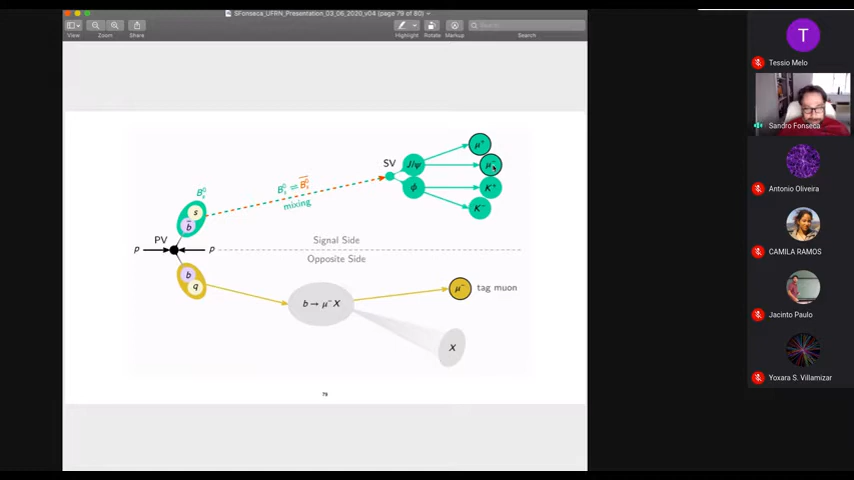 SFonseca_UFRN_Presentation_03_06_2020_v04 (page 79 of 80)
View Zoom Share Highlight Rotate Markup Search
Search
μ⁺
SV J/ψ μ⁻
B⁰ₛ = B̅⁰ₛ
mixing
ϕ K⁺
B⁰ₛ
K⁻
s
b̅
PV
p p
Signal Side
Opposite Side
b
q
b → μ⁻ X
μ⁻ tag muon
X
79
T
Tessio Melo
Sandro Fonseca
Antonio Oliveira
CAMILA RAMOS
Jacinto Paulo
Yoxara S. Villamizar